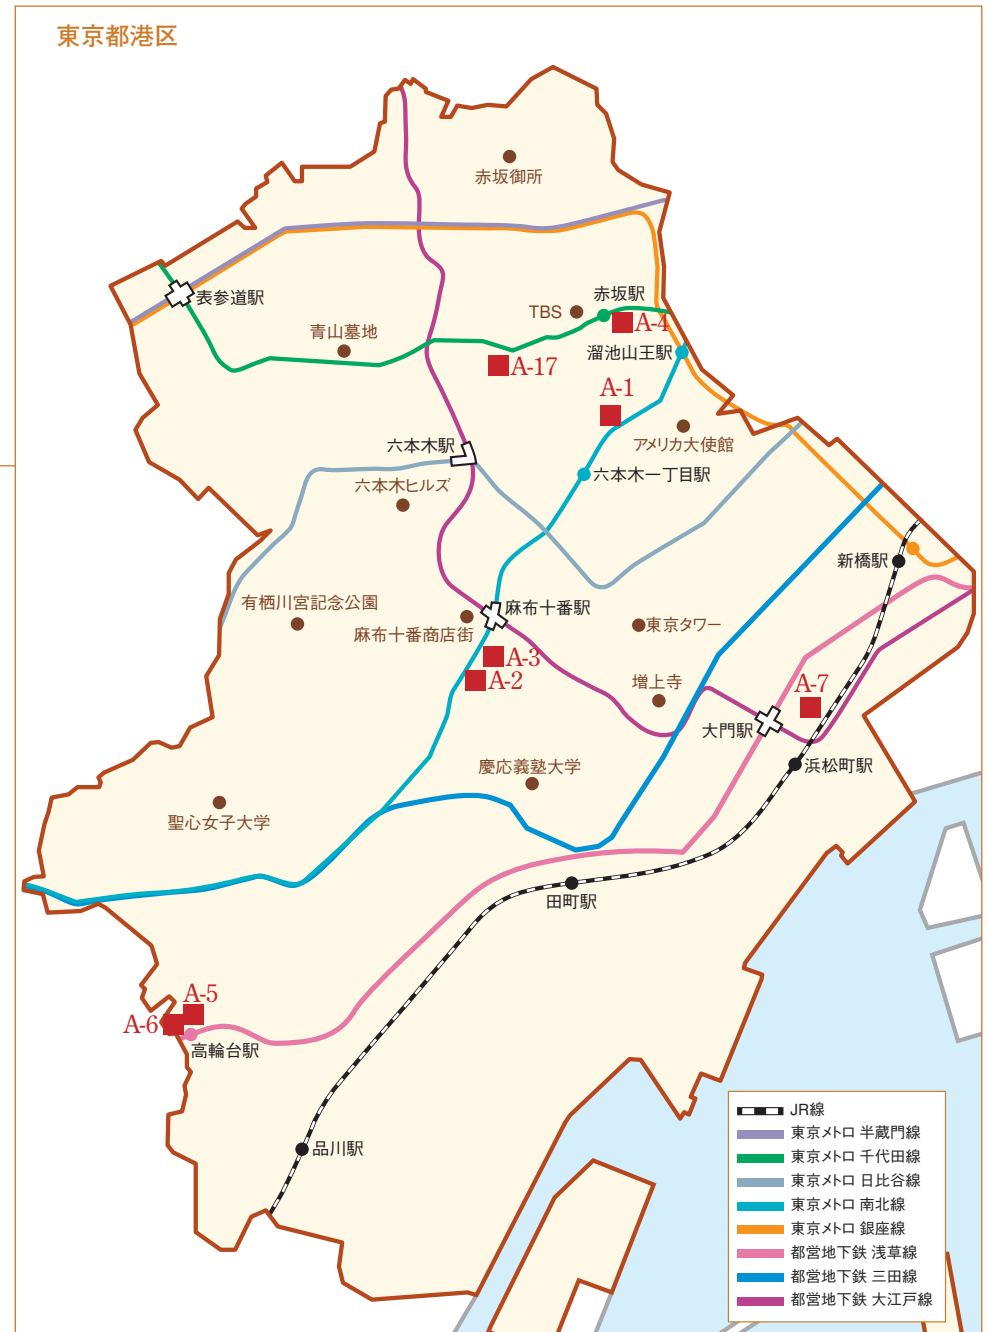 東京都港区
赤坂御所
表参道駅
赤坂駅
TBS
A-4
青山墓地
溜池山王駅
A-17
A-1
アメリカ大使館
六本木駅
六本木一丁目駅
六本木ヒルズ
新橋駅
有栖川宮記念公園
麻布十番駅
麻布十番商店街
東京タワー
A-3
A-2
増上寺
A-7
大門駅
浜松町駅
慶応義塾大学
聖心女子大学
田町駅
A-5
A-6
高輪台駅
品川駅
JR線
東京メトロ 半蔵門線
東京メトロ 千代田線
東京メトロ 日比谷線
東京メトロ 南北線
東京メトロ 銀座線
都営地下鉄 浅草線
都営地下鉄 三田線
都営地下鉄 大江戸線